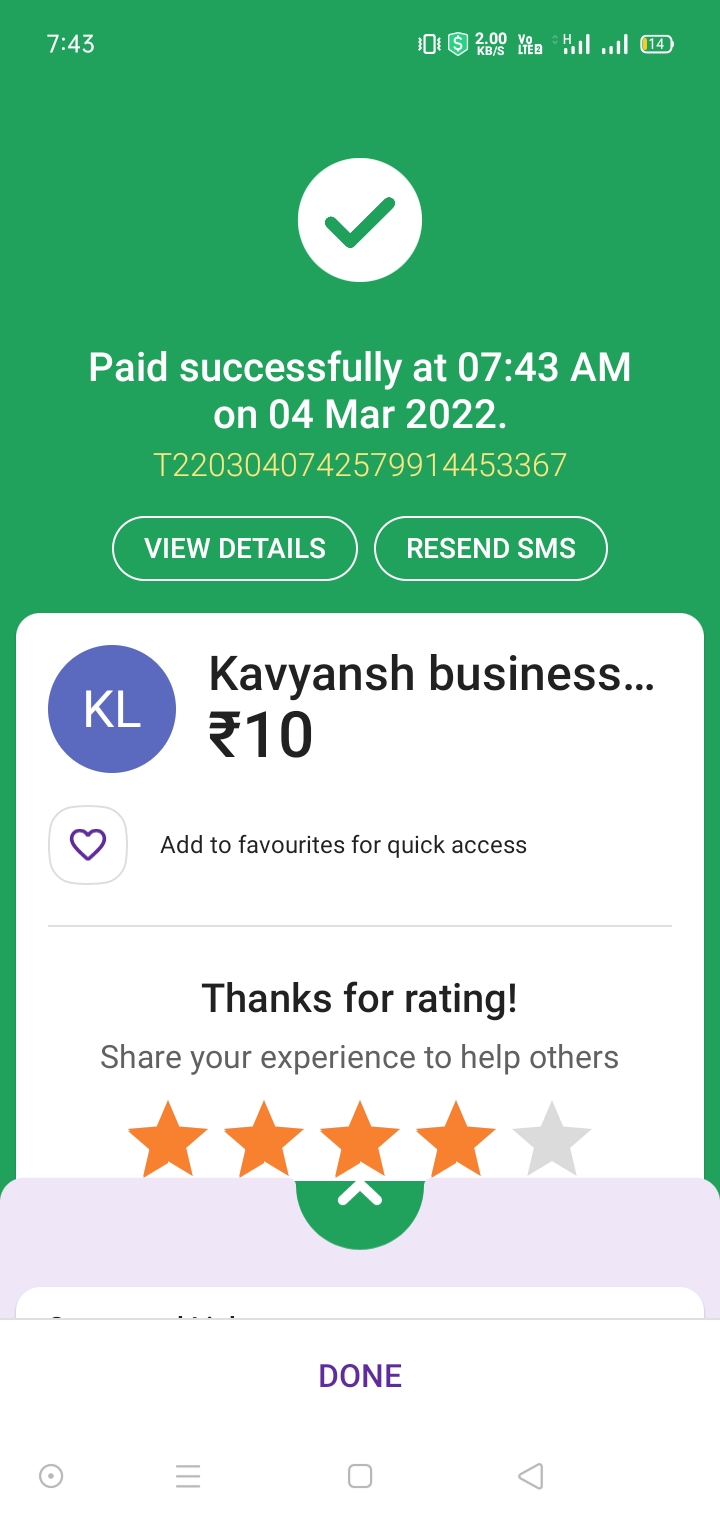 7:43
2.00
KB/S
Vo
LTE2
H
14
Paid successfully at 07:43 AM
on 04 Mar 2022.
T2203040742579914453367
VIEW DETAILS
RESEND SMS
KL
Kavyansh business...
₹10
Add to favourites for quick access
Thanks for rating!
Share your experience to help others
DONE